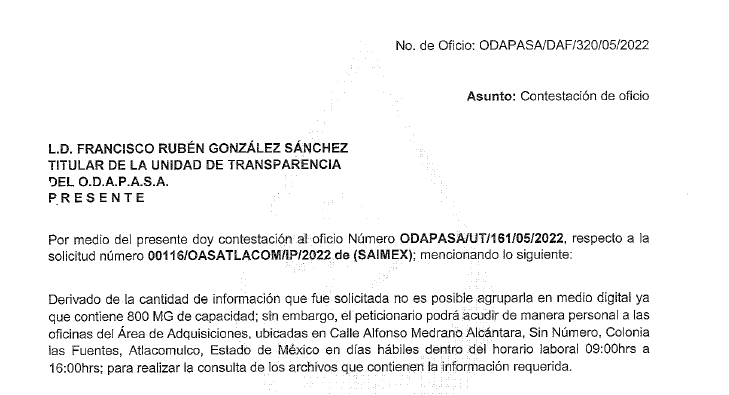 No. de Oficio: ODAPASA/DAF/320/05/2022
Asunto: Contestación de oficio
L.D. FRANCISCO RUBÉN GONZÁLEZ SÁNCHEZ
TITULAR DE LA UNIDAD DE TRANSPARENCIA
DEL O.D.A.P.A.S.A.
P R E S E N T E
Por medio del presente doy contestación al oficio Número ODAPASA/UT/161/05/2022, respecto a la
solicitud número 00116/OASATLACOM/IP/2022 de (SAIMEX); mencionando lo siguiente:
Derivado de la cantidad de información que fue solicitada no es posible agruparla en medio digital ya
que contiene 800 MG de capacidad; sin embargo, el peticionario podrá acudir de manera personal a las
oficinas del Área de Adquisiciones, ubicadas en Calle Alfonso Medrano Alcántara, Sin Número, Colonia
las Fuentes, Atlacomulco, Estado de México en días hábiles dentro del horario laboral 09:00hrs a
16:00hrs; para realizar la consulta de los archivos que contienen la información requerida.